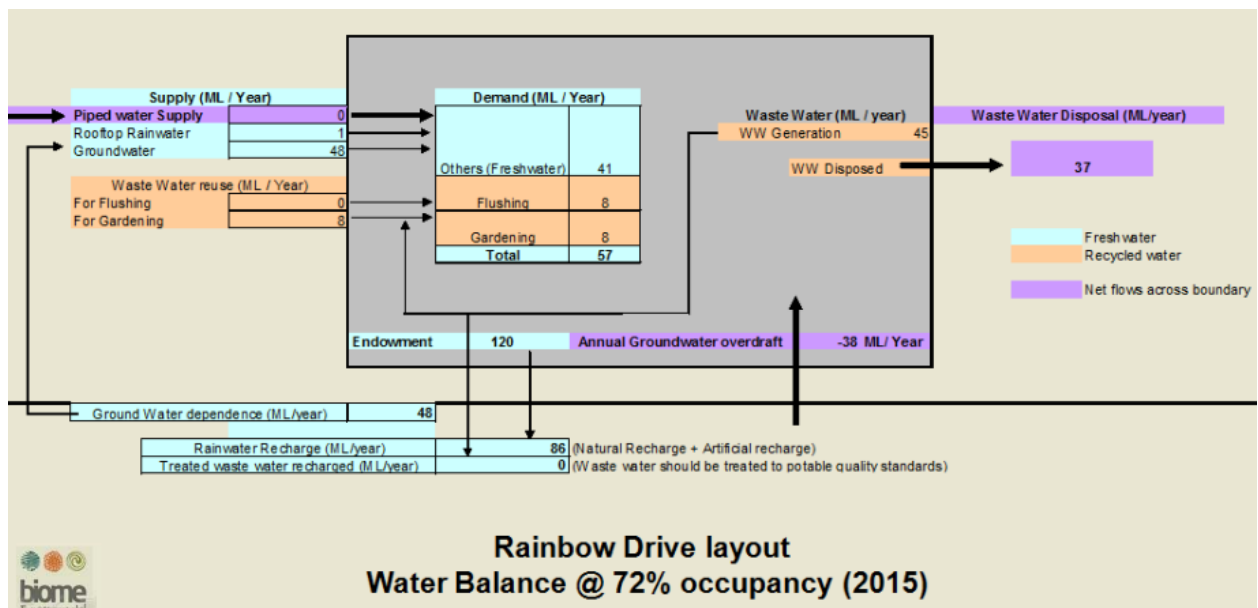 Supply (ML / Year)
Piped water Supply 0
Rooftop Rainwater 1
Groundwater 48
Waste Water reuse (ML / Year)
For Flushing 0
For Gardening 8
Demand (ML / Year)
Others (Freshwater) 41
Flushing 8
Gardening 8
Total 57
Waste Water (ML / year)
WW Generation 45
WW Disposed
Waste Water Disposal (ML/year)
37
Freshwater
Recycled water
Net flows across boundary
Endowment 120 Annual Groundwater overdraft -38 ML/ Year
Ground Water dependence (ML/year) 48
Rainwater Recharge (ML/year) 86 (Natural Recharge + Artificial recharge)
Treated waste water recharged (ML/year) 0 (Waste water should be treated to potable quality standards)
Rainbow Drive layout
Water Balance @ 72% occupancy (2015)
biome